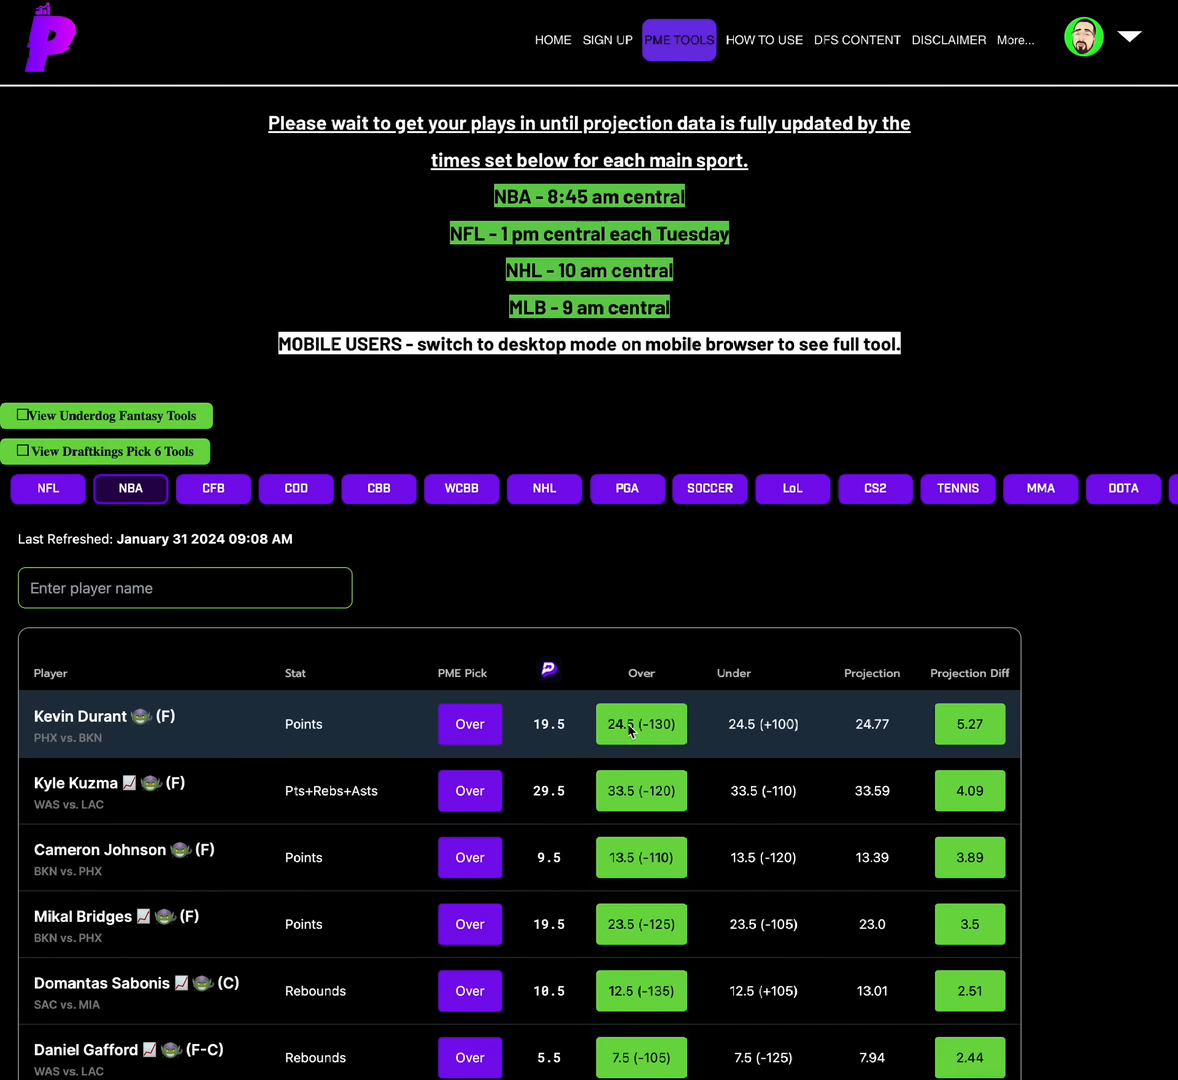 P
HOME SIGN UP PME TOOLS HOW TO USE DFS CONTENT DISCLAIMER More...
Please wait to get your plays in until projection data is fully updated by the
times set below for each main sport.
NBA - 8:45 am central
NFL - 1 pm central each Tuesday
NHL - 10 am central
MLB - 9 am central
MOBILE USERS - switch to desktop mode on mobile browser to see full tool.
View Underdog Fantasy Tools
View Draftkings Pick 6 Tools
NFL NBA CFB COD CBB WCBB NHL PGA SOCCER LoL CS2 TENNIS MMA DOTA
Last Refreshed: January 31 2024 09:08 AM
Enter player name
Player Stat PME Pick P Over Under Projection Projection Diff
Kevin Durant (F) Points Over 19.5 24.5 (-130) 24.5 (+100) 24.77 5.27
PHX vs. BKN
Kyle Kuzma (F) Pts+Rebs+Asts Over 29.5 33.5 (-120) 33.5 (-110) 33.59 4.09
WAS vs. LAC
Cameron Johnson (F) Points Over 9.5 13.5 (-110) 13.5 (-120) 13.39 3.89
BKN vs. PHX
Mikal Bridges (F) Points Over 19.5 23.5 (-125) 23.5 (-105) 23.0 3.5
BKN vs. PHX
Domantas Sabonis (C) Rebounds Over 10.5 12.5 (-135) 12.5 (+105) 13.01 2.51
SAC vs. MIA
Daniel Gafford (F-C) Rebounds Over 5.5 7.5 (-105) 7.5 (-125) 7.94 2.44
WAS vs. LAC